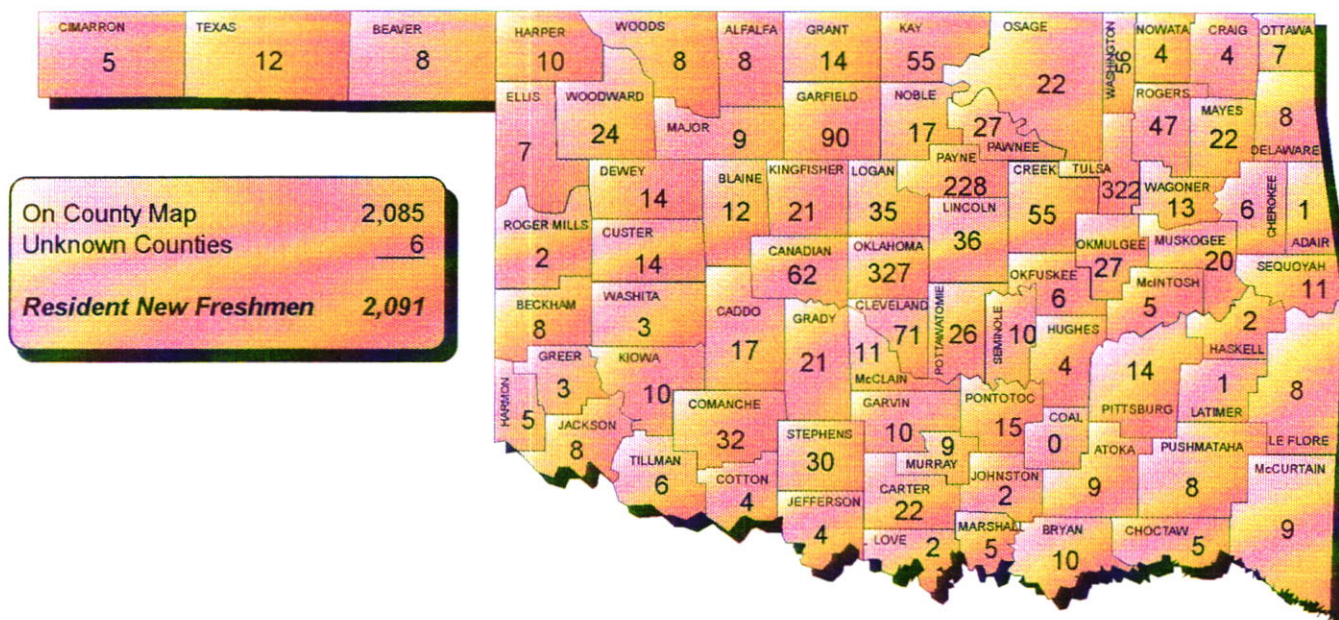 CIMARRON
5
TEXAS
12
BEAVER
8
HARPER
10
WOODS
8
ALFALFA
8
GRANT
14
KAY
55
OSAGE
22
WASHINGTON
56
NOWATA
4
CRAIG
4
OTTAWA
7
ELLIS
7
WOODWARD
24
MAJOR
9
GARFIELD
90
NOBLE
17
27
PAWNEE
ROGERS
47
MAYES
22
8
DELAWARE
On County Map 2,085
Unknown Counties 6
Resident New Freshmen 2,091
DEWEY
14
BLAINE
12
KINGFISHER
21
LOGAN
35
PAYNE
228
CREEK
55
TULSA
322
WAGONER
13
6
CHEROKEE
1
ADAIR
ROGER MILLS
2
CUSTER
14
CANADIAN
62
OKLAHOMA
327
LINCOLN
36
OKMULGEE
27
MUSKOGEE
20
SEQUOYAH
11
BECKHAM
8
WASHITA
3
CADDO
17
GRADY
21
CLEVELAND
71
11
McCLAIN
POTTAWATOMIE
26
SEMINOLE
10
OKFUSKEE
6
HUGHES
4
McINTOSH
5
2
HASKELL
HARMON
5
GREER
3
KIOWA
10
JACKSON
8
COMANCHE
32
GARVIN
10
PONTOTOC
15
COAL
0
14
PITTSBURG
1
LATIMER
8
LE FLORE
TILLMAN
6
COTTON
4
STEPHENS
30
9
MURRAY
JOHNSTON
2
ATOKA
9
PUSHMATAHA
8
McCURTAIN
9
JEFFERSON
4
CARTER
22
LOVE 2
MARSHALL
5
BRYAN
10
CHOCTAW
5